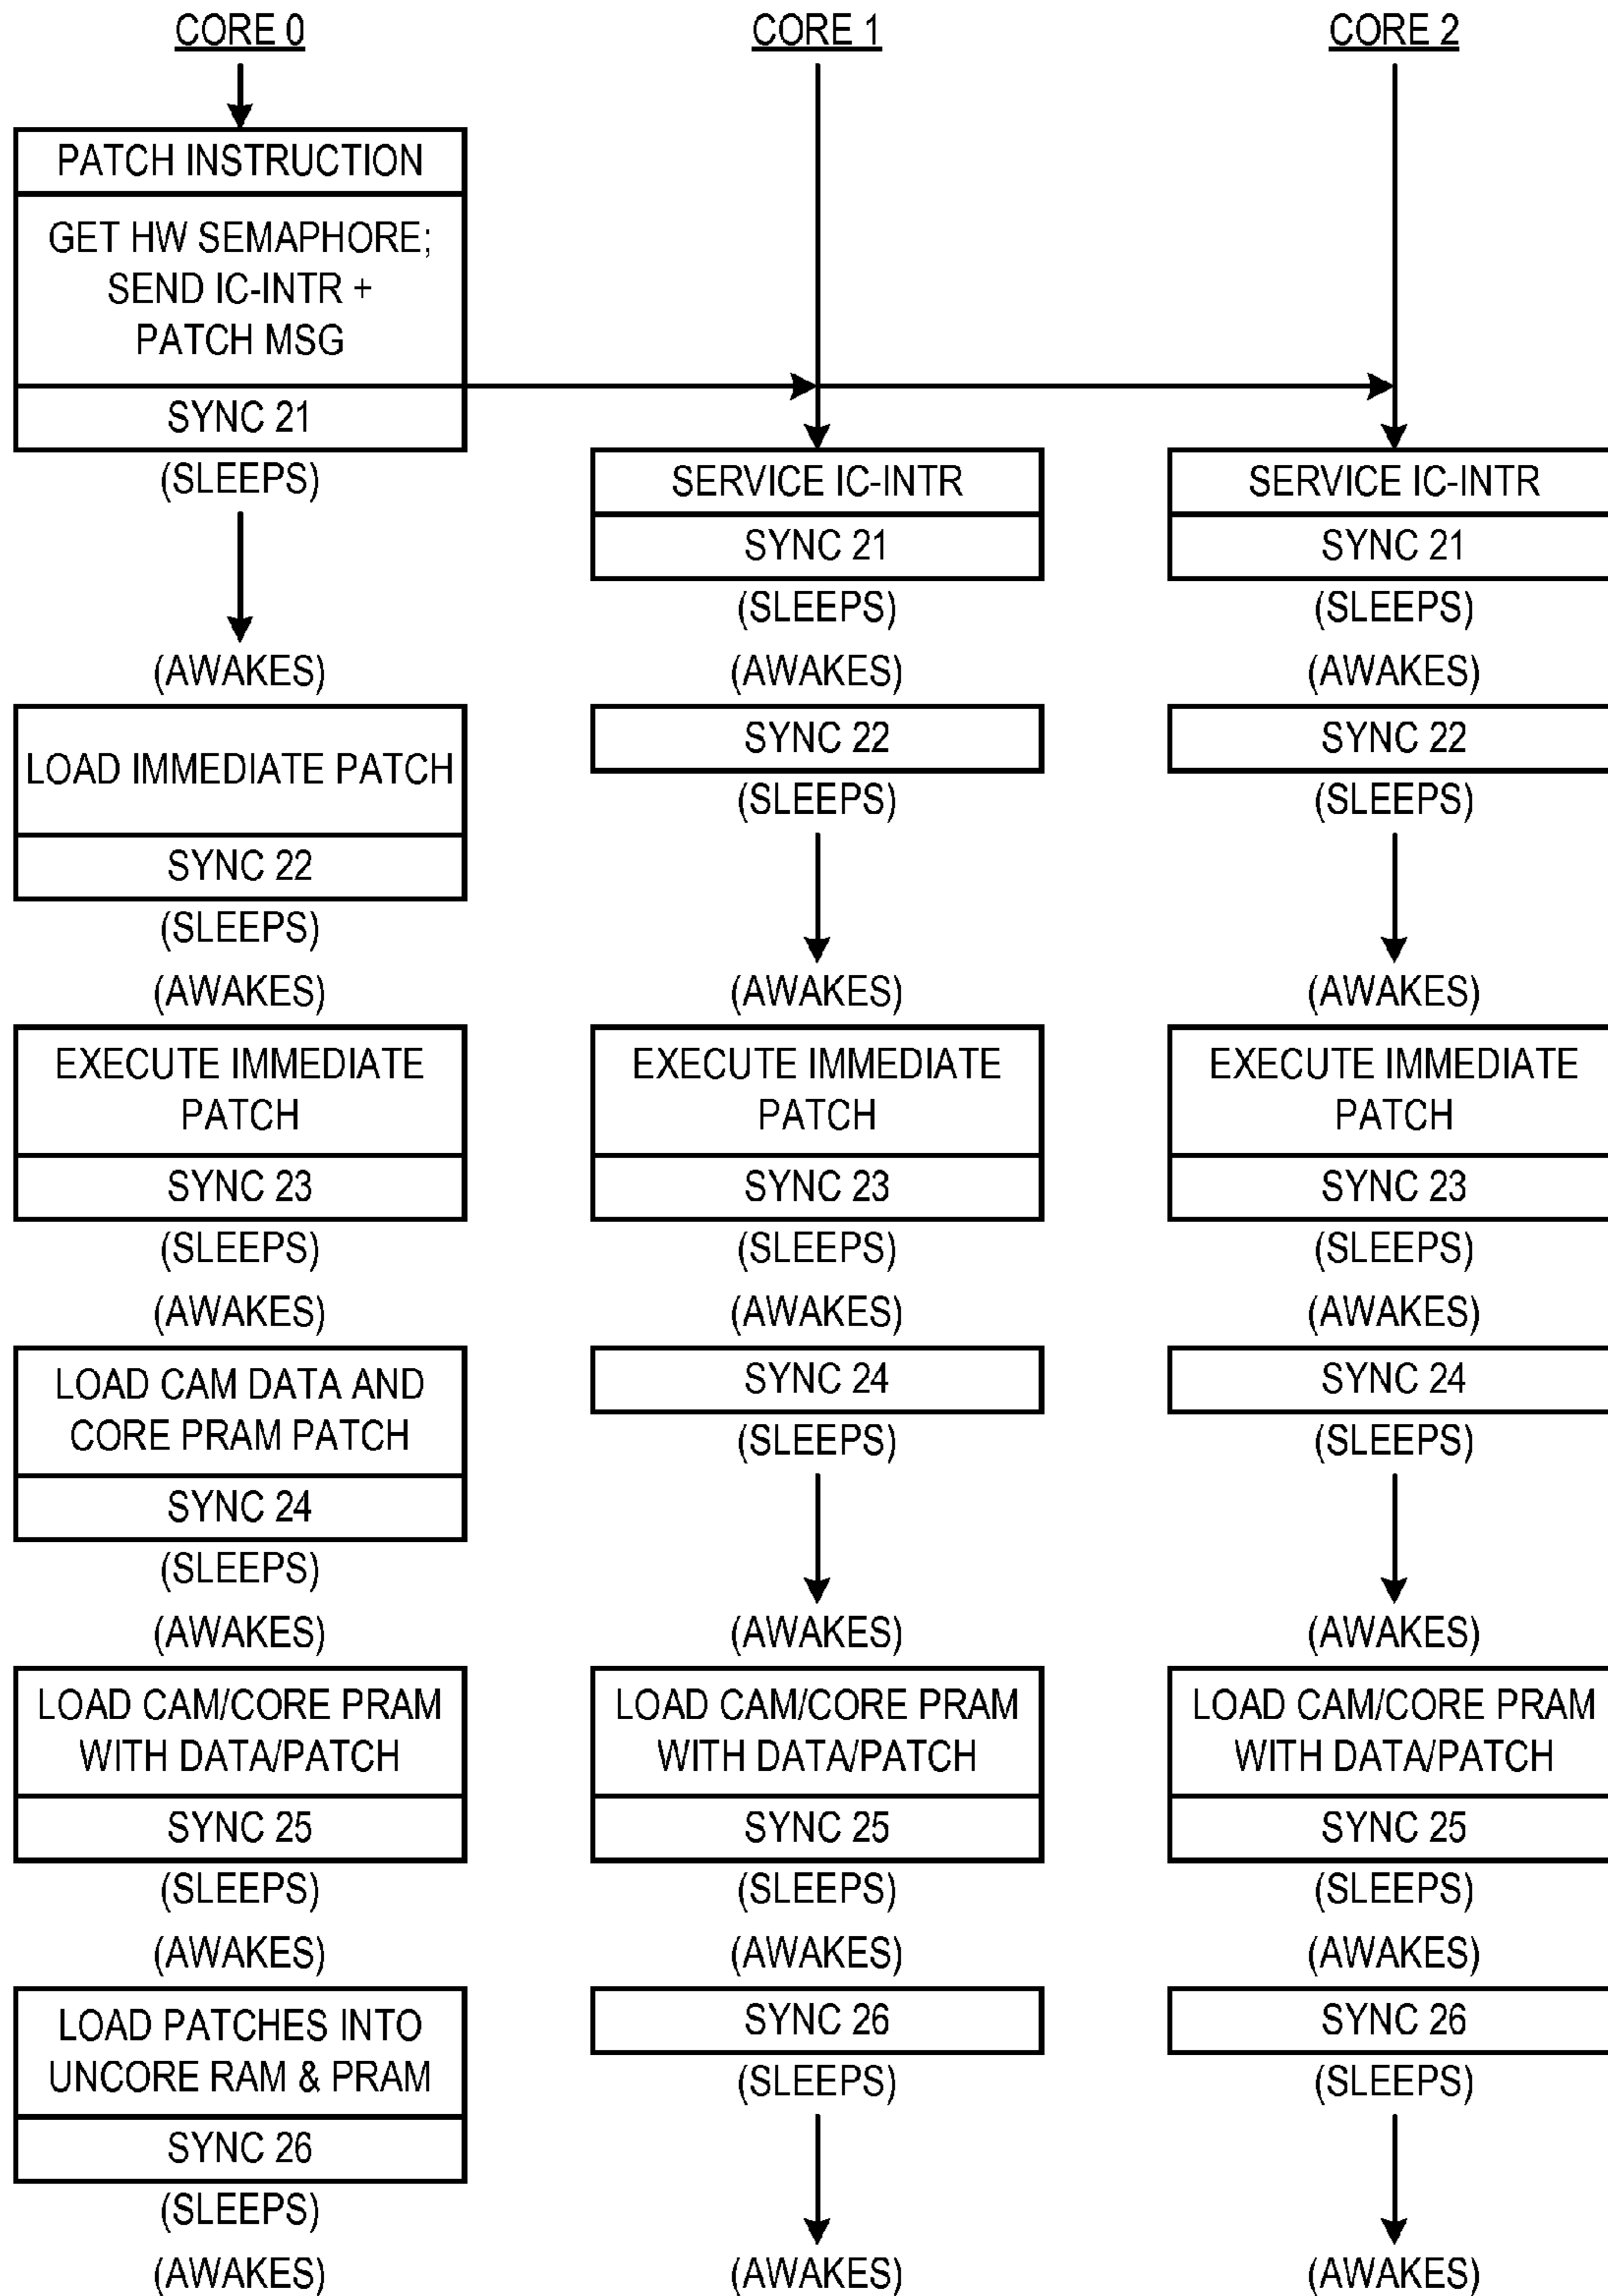 CORE 0
PATCH INSTRUCTION
GET HW SEMAPHORE;
SEND IC-INTR +
PATCH MSG
SYNC 21
(SLEEPS)
(AWAKES)
LOAD IMMEDIATE PATCH
SYNC 22
(SLEEPS)
(AWAKES)
EXECUTE IMMEDIATE
PATCH
SYNC 23
(SLEEPS)
(AWAKES)
LOAD CAM DATA AND
CORE PRAM PATCH
SYNC 24
(SLEEPS)
(AWAKES)
LOAD CAM/CORE PRAM
WITH DATA/PATCH
SYNC 25
(SLEEPS)
(AWAKES)
LOAD PATCHES INTO
UNCORE RAM & PRAM
SYNC 26
(SLEEPS)
(AWAKES)
CORE 1
SERVICE IC-INTR
SYNC 21
(SLEEPS)
(AWAKES)
SYNC 22
(SLEEPS)
(AWAKES)
EXECUTE IMMEDIATE
PATCH
SYNC 23
(SLEEPS)
(AWAKES)
SYNC 24
(SLEEPS)
(AWAKES)
LOAD CAM/CORE PRAM
WITH DATA/PATCH
SYNC 25
(SLEEPS)
(AWAKES)
SYNC 26
(SLEEPS)
(AWAKES)
CORE 2
SERVICE IC-INTR
SYNC 21
(SLEEPS)
(AWAKES)
SYNC 22
(SLEEPS)
(AWAKES)
EXECUTE IMMEDIATE
PATCH
SYNC 23
(SLEEPS)
(AWAKES)
SYNC 24
(SLEEPS)
(AWAKES)
LOAD CAM/CORE PRAM
WITH DATA/PATCH
SYNC 25
(SLEEPS)
(AWAKES)
SYNC 26
(SLEEPS)
(AWAKES)